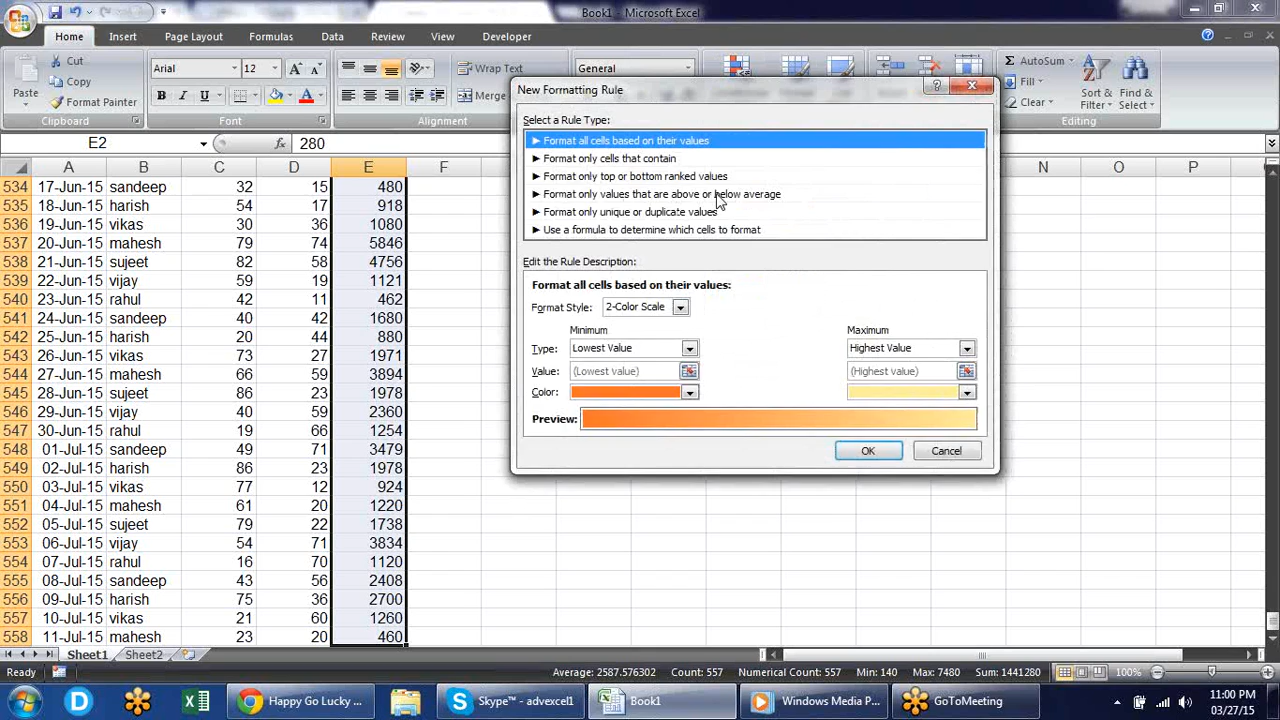 Book1 - Microsoft Excel
Home Insert Page Layout Formulas Data Review View Developer
Cut
Copy
Format Painter
Paste
Clipboard
Arial 12
B I U
Font
Wrap Text
Merge
Alignment
General
AutoSum
Fill
Clear
Sort & Filter
Find & Select
Editing
E2 280
A B C D E F N O P
534 17-Jun-15 sandeep 32 15 480
535 18-Jun-15 harish 54 17 918
536 19-Jun-15 vikas 30 36 1080
537 20-Jun-15 mahesh 79 74 5846
538 21-Jun-15 sujeet 82 58 4756
539 22-Jun-15 vijay 59 19 1121
540 23-Jun-15 rahul 42 11 462
541 24-Jun-15 sandeep 40 42 1680
542 25-Jun-15 harish 20 44 880
543 26-Jun-15 vikas 73 27 1971
544 27-Jun-15 mahesh 66 59 3894
545 28-Jun-15 sujeet 86 23 1978
546 29-Jun-15 vijay 40 59 2360
547 30-Jun-15 rahul 19 66 1254
548 01-Jul-15 sandeep 49 71 3479
549 02-Jul-15 harish 86 23 1978
550 03-Jul-15 vikas 77 12 924
551 04-Jul-15 mahesh 61 20 1220
552 05-Jul-15 sujeet 79 22 1738
553 06-Jul-15 vijay 54 71 3834
554 07-Jul-15 rahul 16 70 1120
555 08-Jul-15 sandeep 43 56 2408
556 09-Jul-15 harish 75 36 2700
557 10-Jul-15 vikas 21 60 1260
558 11-Jul-15 mahesh 23 20 460
New Formatting Rule
Select a Rule Type:
► Format all cells based on their values
► Format only cells that contain
► Format only top or bottom ranked values
► Format only values that are above or below average
► Format only unique or duplicate values
► Use a formula to determine which cells to format
Edit the Rule Description:
Format all cells based on their values:
Format Style: 2-Color Scale
Minimum Maximum
Type: Lowest Value Highest Value
Value: (Lowest value) (Highest value)
Color:
Preview:
OK Cancel
Sheet1 Sheet2
Ready Average: 2587.576302 Count: 557 Numerical Count: 557 Min: 140 Max: 7480 Sum: 1441280 100%
Happy Go Lucky ... Skype™ - advexcel1 Book1 Windows Media P... GoToMeeting
11:00 PM
03/27/15